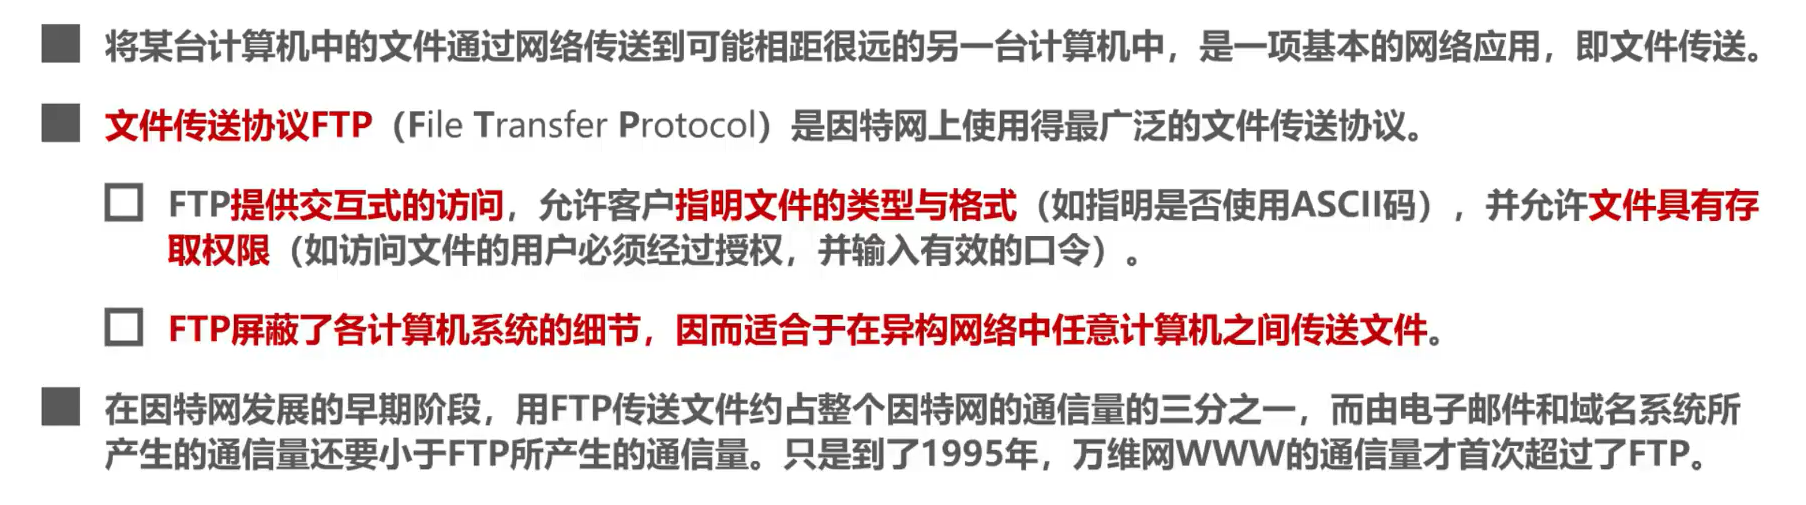 将某台计算机中的文件通过网络传送到可能相距很远的另一台计算机中，是一项基本的网络应用，即文件传送。
文件传送协议FTP（File Transfer Protocol）是因特网上使用得最广泛的文件传送协议。
FTP提供交互式的访问，允许客户指明文件的类型与格式（如指明是否使用ASCII码），并允许文件具有存
取权限（如访问文件的用户必须经过授权，并输入有效的口令）。
FTP屏蔽了各计算机系统的细节，因而适合于在异构网络中任意计算机之间传送文件。
在因特网发展的早期阶段，用FTP传送文件约占整个因特网的通信量的三分之一，而由电子邮件和域名系统所
产生的通信量还要小于FTP所产生的通信量。只是到了1995年，万维网WWW的通信量才首次超过了FTP。